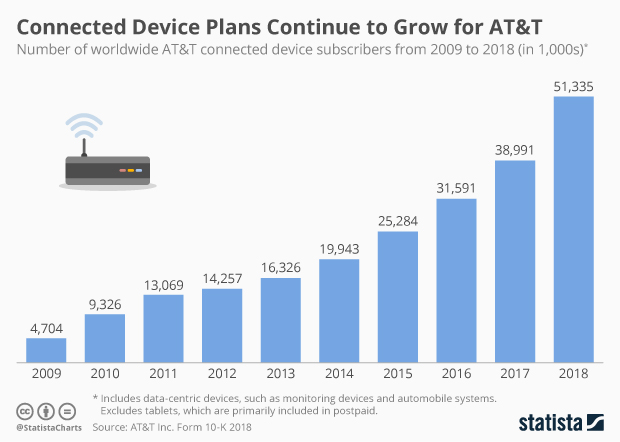 Connected Device Plans Continue to Grow for AT&T
Number of worldwide AT&T connected device subscribers from 2009 to 2018 (in 1,000s)*
51,335
38,991
31,591
25,284
19,943
16,326
14,257
13,069
9,326
4,704
2009 2010 2011 2012 2013 2014 2015 2016 2017 2018
* Includes data-centric devices, such as monitoring devices and automobile systems.
Excludes tablets, which are primarily included in postpaid.
@StatistaCharts Source: AT&T Inc. Form 10-K 2018
cc
statista